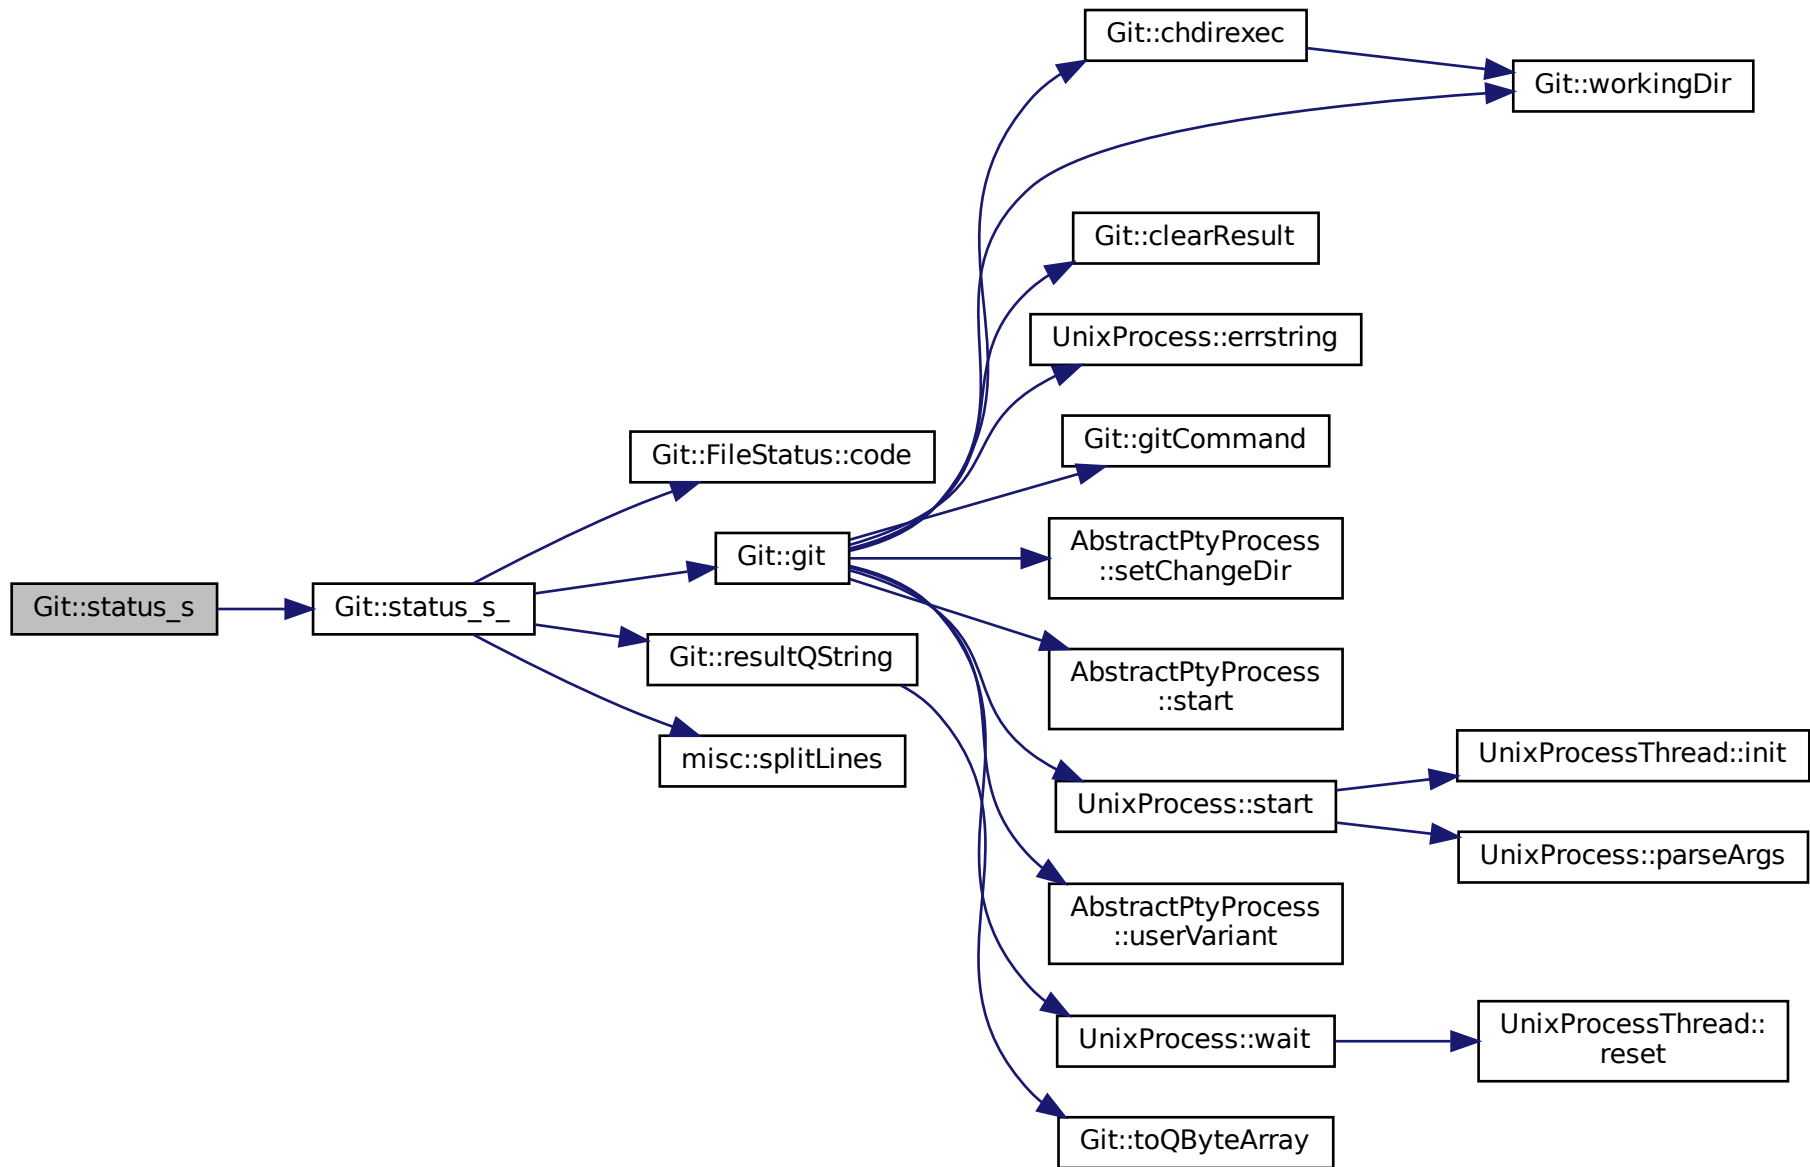 Git::status_s
Git::status_s_
Git::FileStatus::code
Git::git
Git::resultQString
misc::splitLines
Git::chdirexec
Git::workingDir
Git::clearResult
UnixProcess::errstring
Git::gitCommand
AbstractPtyProcess
::setChangeDir
AbstractPtyProcess
::start
UnixProcess::start
UnixProcessThread::init
UnixProcess::parseArgs
AbstractPtyProcess
::userVariant
UnixProcess::wait
UnixProcessThread::
reset
Git::toQByteArray